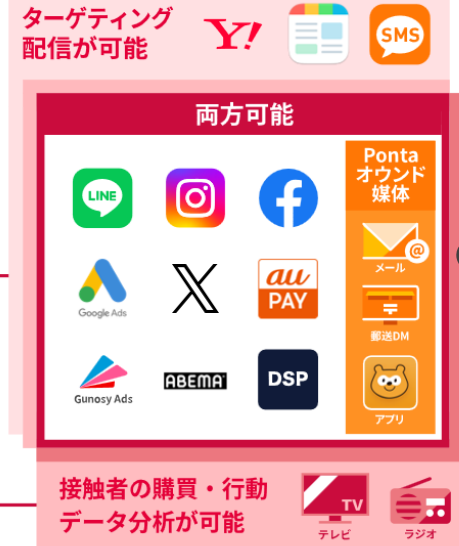 ターゲティング
配信が可能
Y!
SMS
両方可能
LINE
Google Ads
X
au
PAY
Gunosy Ads
ABEMA
DSP
Ponta
オウンド
媒体
@
メール
〒
郵送DM
アプリ
接触者の購買・行動
データ分析が可能
TV
テレビ
ラジオ